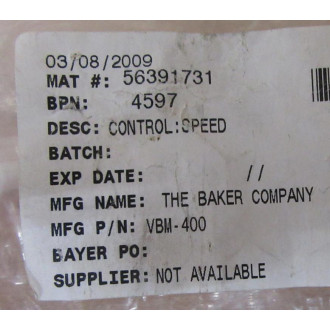 03/08/2009
MAT #: 56391731
BPN: 4597
DESC: CONTROL:SPEED
BATCH:
EXP DATE: //
MFG NAME: THE BAKER COMPANY
MFG P/N: VBM-400
BAYER PO:
SUPPLIER: NOT AVAILABLE